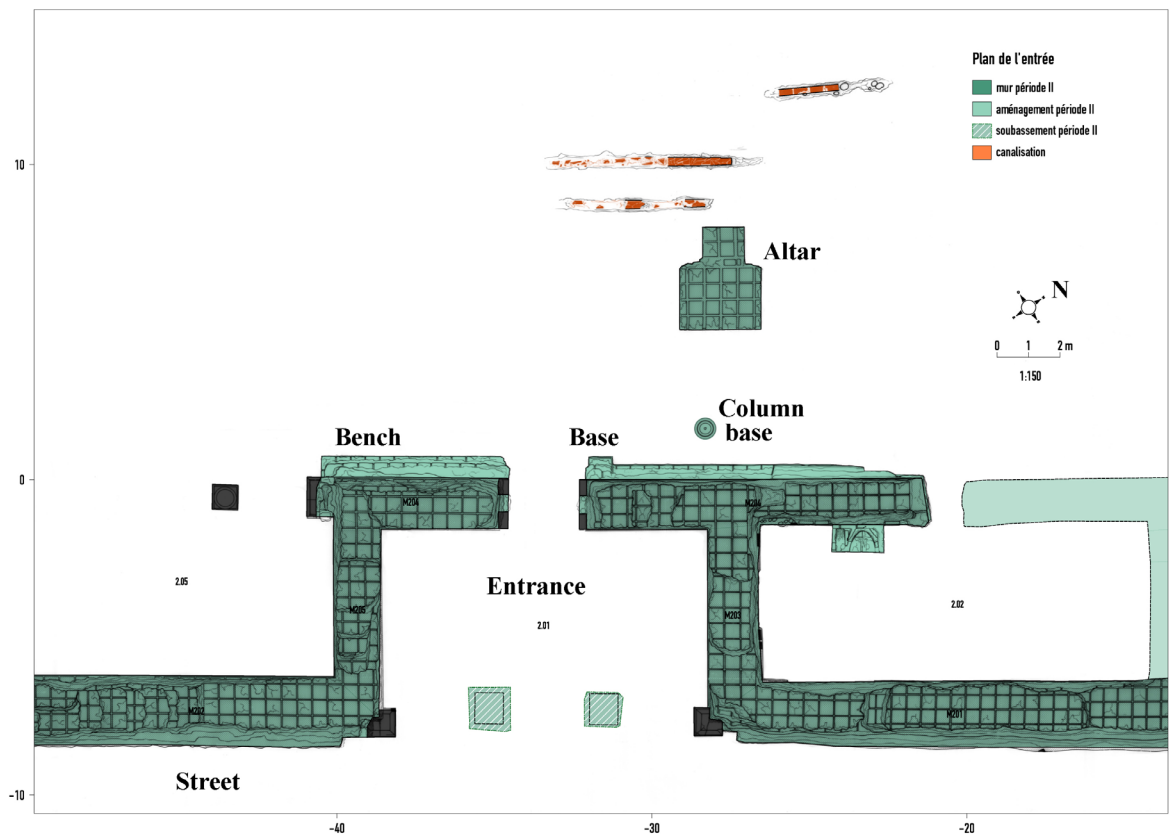 Plan de l'entrée
mur période II
aménagement période II
soubassement période II
canalisation
10
Altar
N
0 1 2 m
1:150
Column
base
Bench
Base
0
M204
M206
2.05
Entrance
2.02
M205
2.01
M203
M202
M201
Street
-10
-40
-30
-20